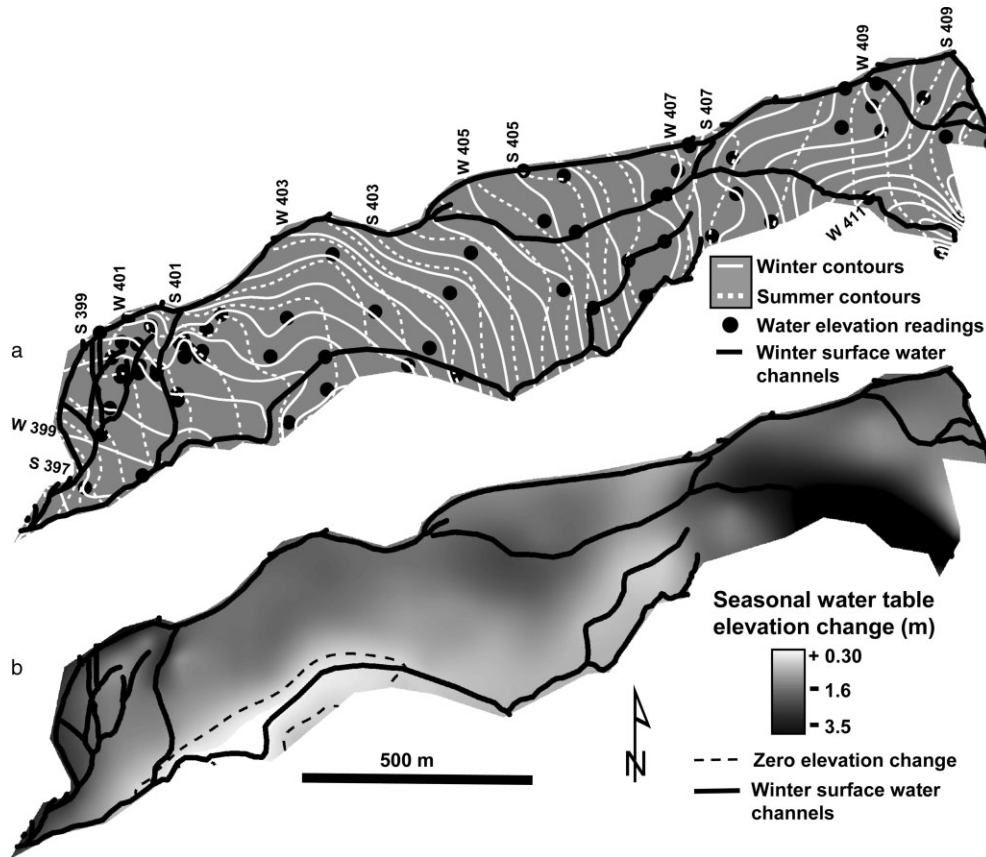 S 409
W 409
W 407
S 407
W 405
S 405
W 403
S 403
W 401
S 401
S 399
W 411
Winter contours
Summer contours
Water elevation readings
Winter surface water
channels
a
W 399
S 397
b
Seasonal water table
elevation change (m)
+ 0.30
- 1.6
- 3.5
N
500 m
Zero elevation change
Winter surface water
channels